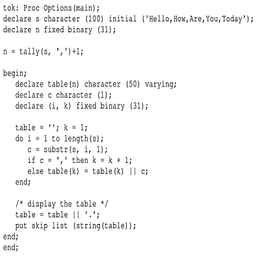 tok: Proc Options(main);
declare s character (100) initial ('Hello,How,Are,You,Today');
declare n fixed binary (31);
n = tally(s, ',')+1;
begin;
declare table(n) character (50) varying;
declare c character (1);
declare (i, k) fixed binary (31);
table = ''; k = 1;
do i = 1 to length(s);
c = substr(s, i, 1);
if c = ',' then k = k + 1;
else table(k) = table(k) || c;
end;
/* display the table */
table = table || '.';
put skip list (string(table));
end;
end;